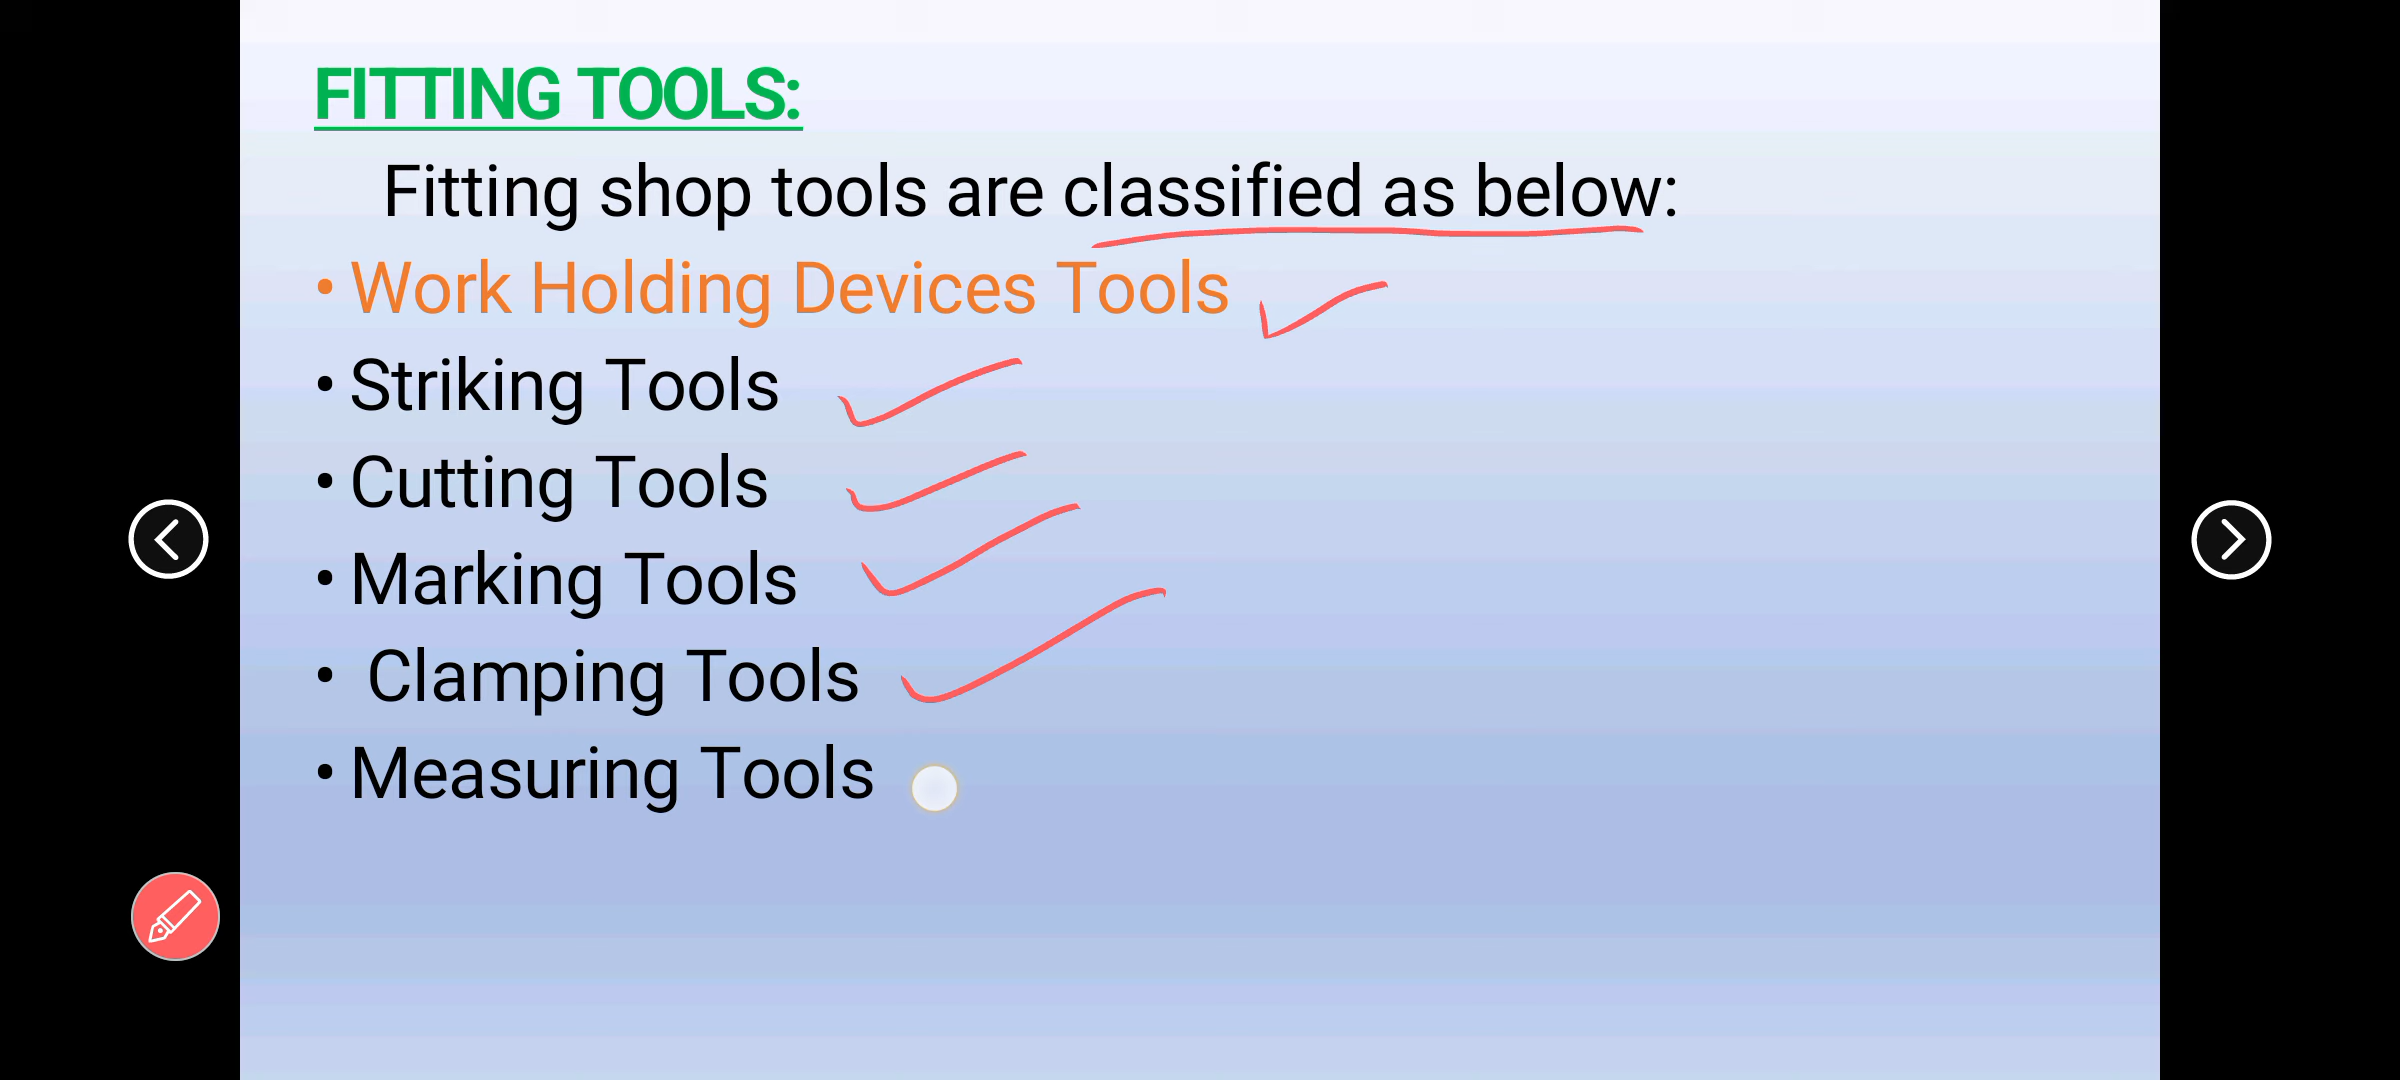 FITTING TOOLS:
Fitting shop tools are classified as below:
• Work Holding Devices Tools
• Striking Tools
• Cutting Tools
• Marking Tools
• Clamping Tools
• Measuring Tools